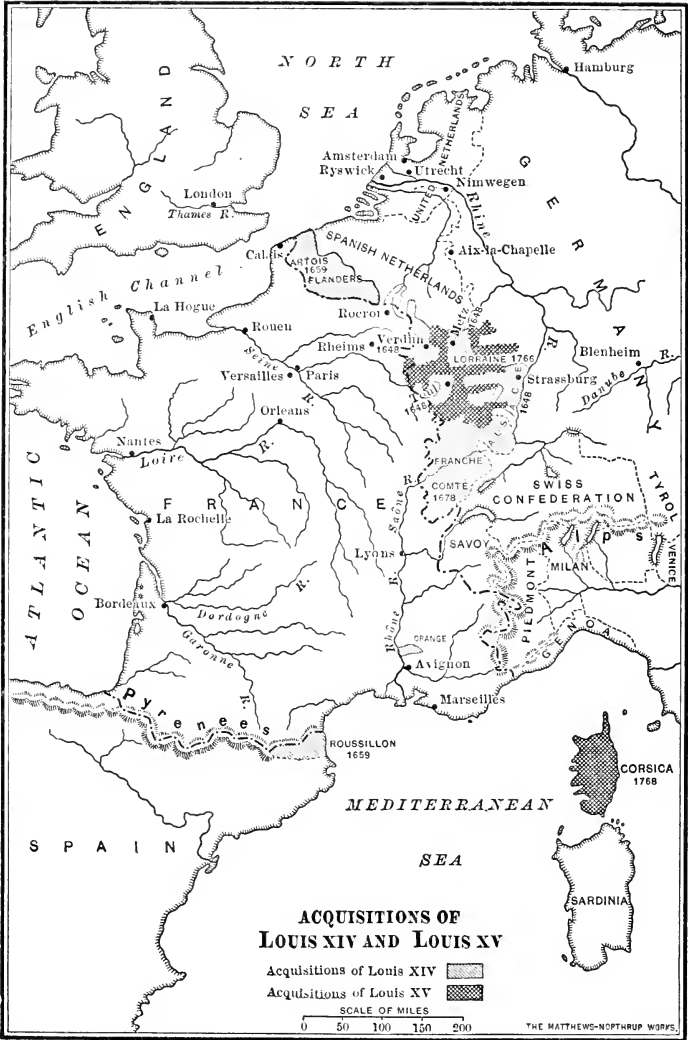 NORTH
SEA
Hamburg
ENGLAND
London
Thames R.
Amsterdam
Ryswick
Utrecht
Nimwegen
UNITED NETHERLANDS
Rhine
R.
GERMANY
English Channel
Calais
ARTOIS
1659
FLANDERS
SPANISH NETHERLANDS
Aix-la-Chapelle
La Hogue
Rouen
Rocroi
Rheims
Verdun
1648
Metz
1648
LORRAINE 1766
Blenheim
Danube R.
Seine R.
Versailles
Paris
Toul
1648
Strassburg
ALSACE
1648
Orleans
Nantes
Loire R.
FRANCHE
COMTÉ
1678
SWISS
CONFEDERATION
TYROL
ATLANTIC
OCEAN
FRANCE
La Rochelle
Saône R.
Lyons
SAVOY
Alps
PIEDMONT
MILAN
VENICE
GENOA
Bordeaux
Dordogne R.
Garonne R.
Rhône R.
ORANGE
Avignon
Marseilles
Pyrenees
ROUSSILLON
1659
CORSICA
1768
MEDITERRANEAN
SEA
SPAIN
SARDINIA
ACQUISITIONS OF
LOUIS XIV AND LOUIS XV
Acquisitions of Louis XIV
Acquisitions of Louis XV
SCALE OF MILES
0 50 100 150 200
THE MATTHEWS-NORTHRUP WORKS.